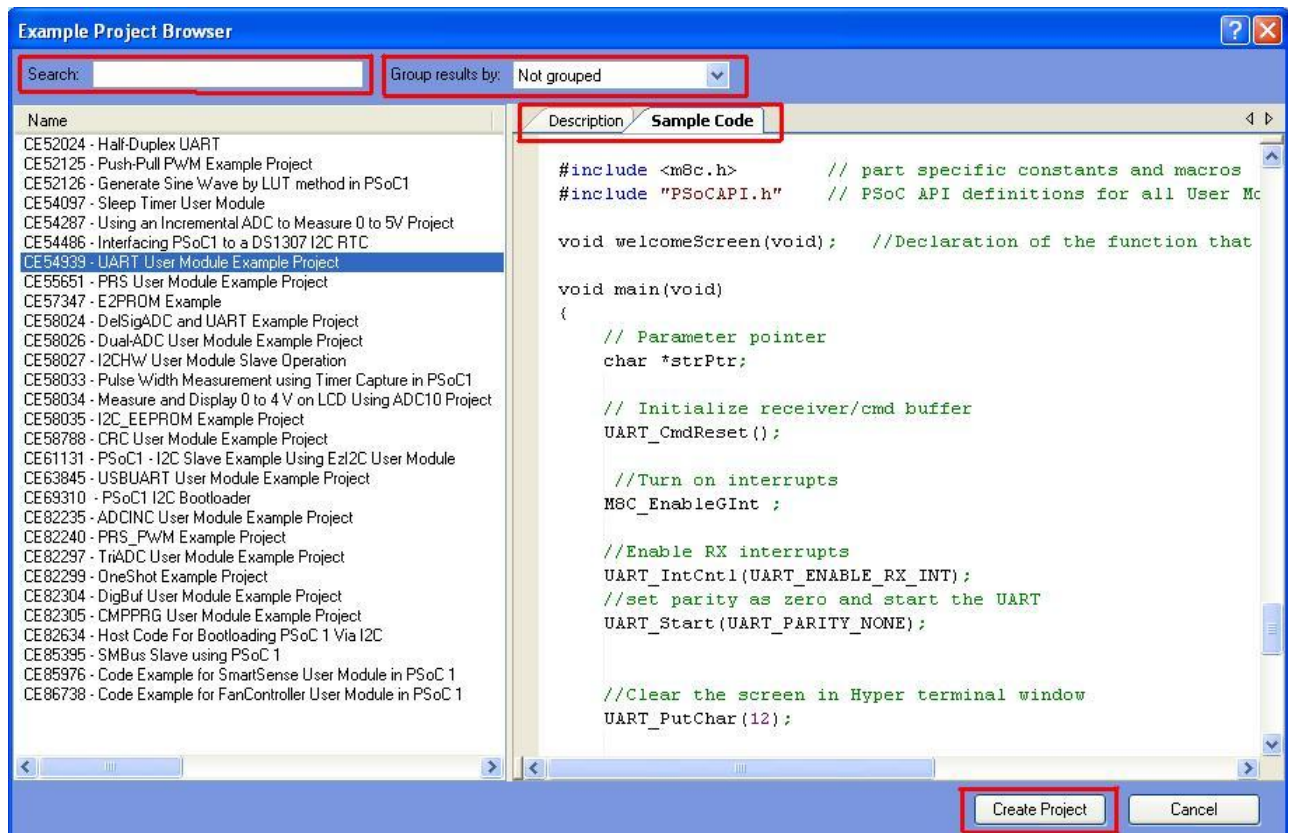 Example Project Browser
Search:
Group results by: Not grouped
Name
CE52024 - Half-Duplex UART
CE52125 - Push-Pull PWM Example Project
CE52126 - Generate Sine Wave by LUT method in PSoC1
CE54097 - Sleep Timer User Module
CE54287 - Using an Incremental ADC to Measure 0 to 5V Project
CE54486 - Interfacing PSoC1 to a DS1307 I2C RTC
CE54939 - UART User Module Example Project
CE55651 - PRS User Module Example Project
CE57347 - E2PROM Example
CE58024 - DelSigADC and UART Example Project
CE58026 - Dual-ADC User Module Example Project
CE58027 - I2CHW User Module Slave Operation
CE58033 - Pulse Width Measurement using Timer Capture in PSoC1
CE58034 - Measure and Display 0 to 4 V on LCD Using ADC10 Project
CE58035 - I2C_EEPROM Example Project
CE58788 - CRC User Module Example Project
CE61131 - PSoC1 - I2C Slave Example Using EzI2C User Module
CE63845 - USBUART User Module Example Project
CE69310 - PSoC1 I2C Bootloader
CE82235 - ADCINC User Module Example Project
CE82240 - PRS_PWM Example Project
CE82297 - TriADC User Module Example Project
CE82299 - OneShot Example Project
CE82304 - DigBuf User Module Example Project
CE82305 - CMPPRG User Module Example Project
CE82634 - Host Code For Bootloading PSoC 1 Via I2C
CE85395 - SMBus Slave using PSoC 1
CE85976 - Code Example for SmartSense User Module in PSoC 1
CE86738 - Code Example for FanController User Module in PSoC 1
Description Sample Code
#include <m8c.h> // part specific constants and macros
#include "PSoCAPI.h" // PSoC API definitions for all User Mo
void welcomeScreen(void); //Declaration of the function that
void main(void)
{
// Parameter pointer
char *strPtr;
// Initialize receiver/cmd buffer
UART_CmdReset();
//Turn on interrupts
M8C_EnableGInt ;
//Enable RX interrupts
UART_IntCntl(UART_ENABLE_RX_INT);
//set parity as zero and start the UART
UART_Start(UART_PARITY_NONE);
//Clear the screen in Hyper terminal window
UART_PutChar(12);
Create Project
Cancel